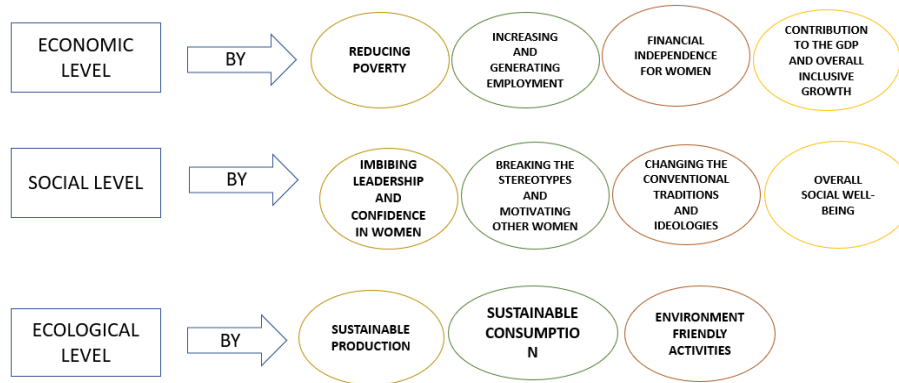 ECONOMIC
LEVEL
BY
REDUCING
POVERTY
INCREASING
AND
GENERATING
EMPLOYMENT
FINANCIAL
INDEPENDENCE
FOR WOMEN
CONTRIBUTION
TO THE GDP
AND OVERALL
INCLUSIVE
GROWTH
SOCIAL LEVEL
BY
IMBIBING
LEADERSHIP
AND
CONFIDENCE
IN WOMEN
BREAKING THE
STEREOTYPES
AND
MOTIVATING
OTHER WOMEN
CHANGING THE
CONVENTIONAL
TRADITIONS
AND
IDEOLOGIES
OVERALL
SOCIAL WELL-
BEING
ECOLOGICAL
LEVEL
BY
SUSTAINABLE
PRODUCTION
SUSTAINABLE
CONSUMPTIO
N
ENVIRONMENT
FRIENDLY
ACTIVITIES